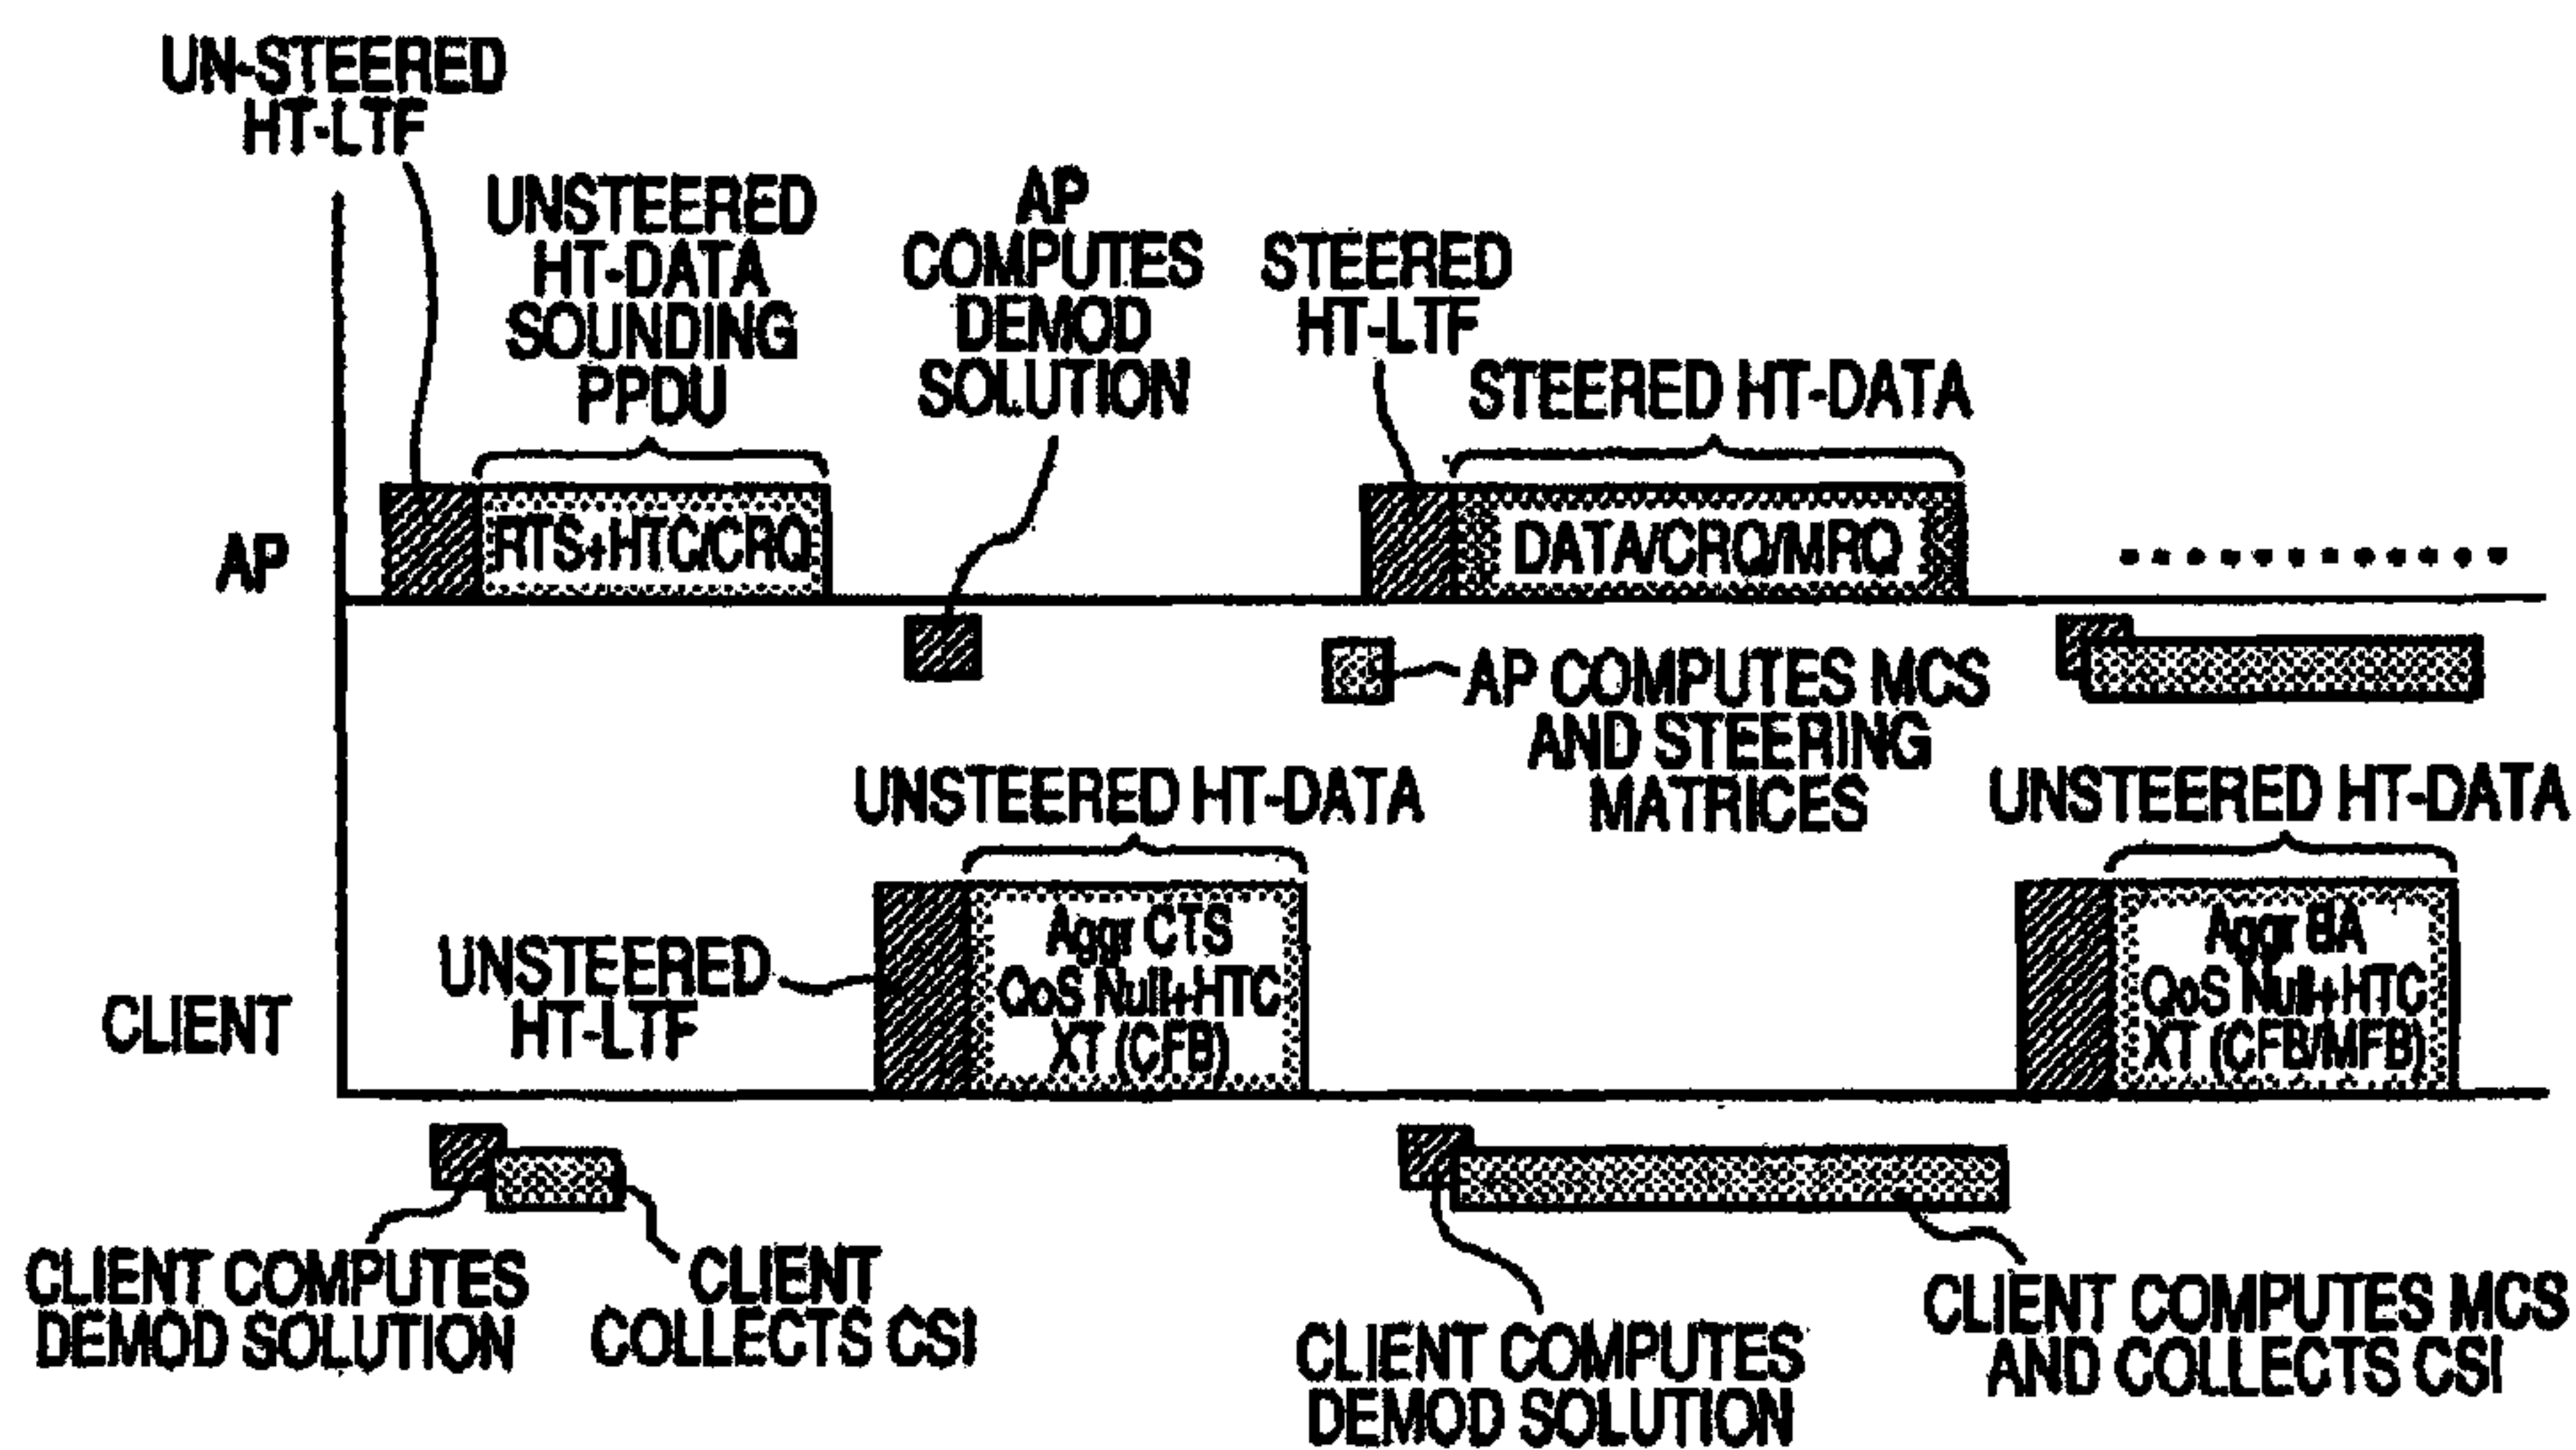 UN-STEERED
HT-LTF
UNSTEERED
HT-DATA
SOUNDING
PPDU
AP
COMPUTES
DEMOD
SOLUTION
STEERED
HT-LTF
STEERED HT-DATA
AP
RTS+HTC/CRQ
DATA/CRQ/MRQ
AP COMPUTES MCS
AND STEERING
MATRICES
UNSTEERED HT-DATA
UNSTEERED HT-DATA
CLIENT
UNSTEERED
HT-LTF
Aggr CTS
QoS Null+HTC
XT (CFB)
Aggr BA
QoS Null+HTC
XT (CFB/MFB)
CLIENT COMPUTES
DEMOD SOLUTION
CLIENT
COLLECTS CSI
CLIENT COMPUTES
DEMOD SOLUTION
CLIENT COMPUTES MCS
AND COLLECTS CSI